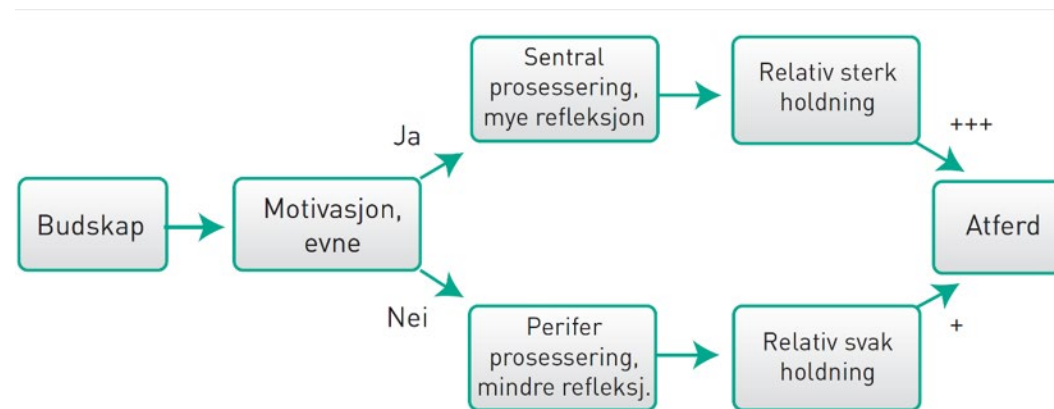 Budskap
Motivasjon,
evne
Ja
Sentral
prosessering,
mye refleksjon
Relativ sterk
holdning
+++
Nei
Perifer
prosessering,
mindre refleksj.
Relativ svak
holdning
+
Atferd